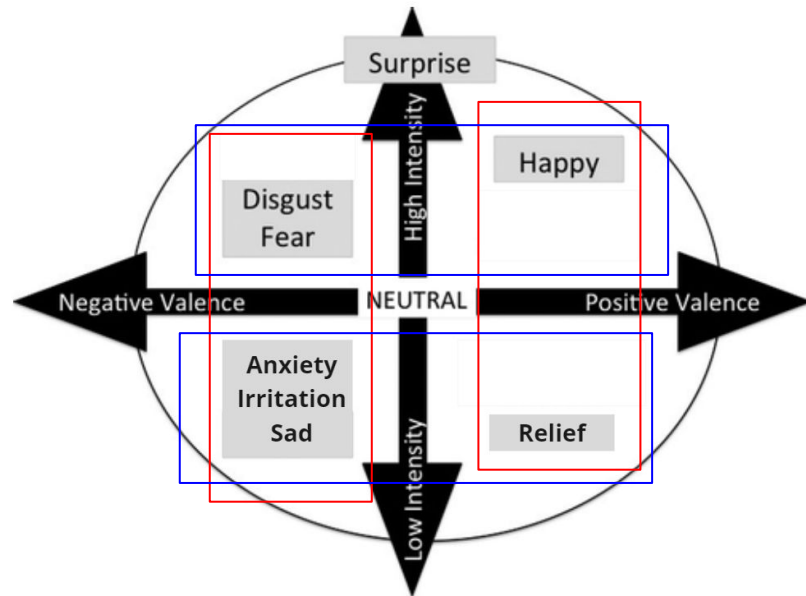 Surprise
High Intensity
Happy
Disgust
Fear
Negative Valence
NEUTRAL
Positive Valence
Anxiety
Irritation
Sad
Relief
Low Intensity